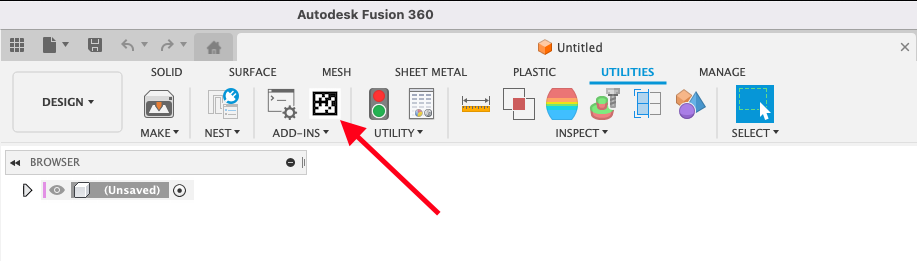 Autodesk Fusion 360
Untitled
SOLID SURFACE MESH SHEET METAL PLASTIC UTILITIES MANAGE
DESIGN
MAKE NEST ADD-INS UTILITY INSPECT SELECT
BROWSER
(Unsaved)